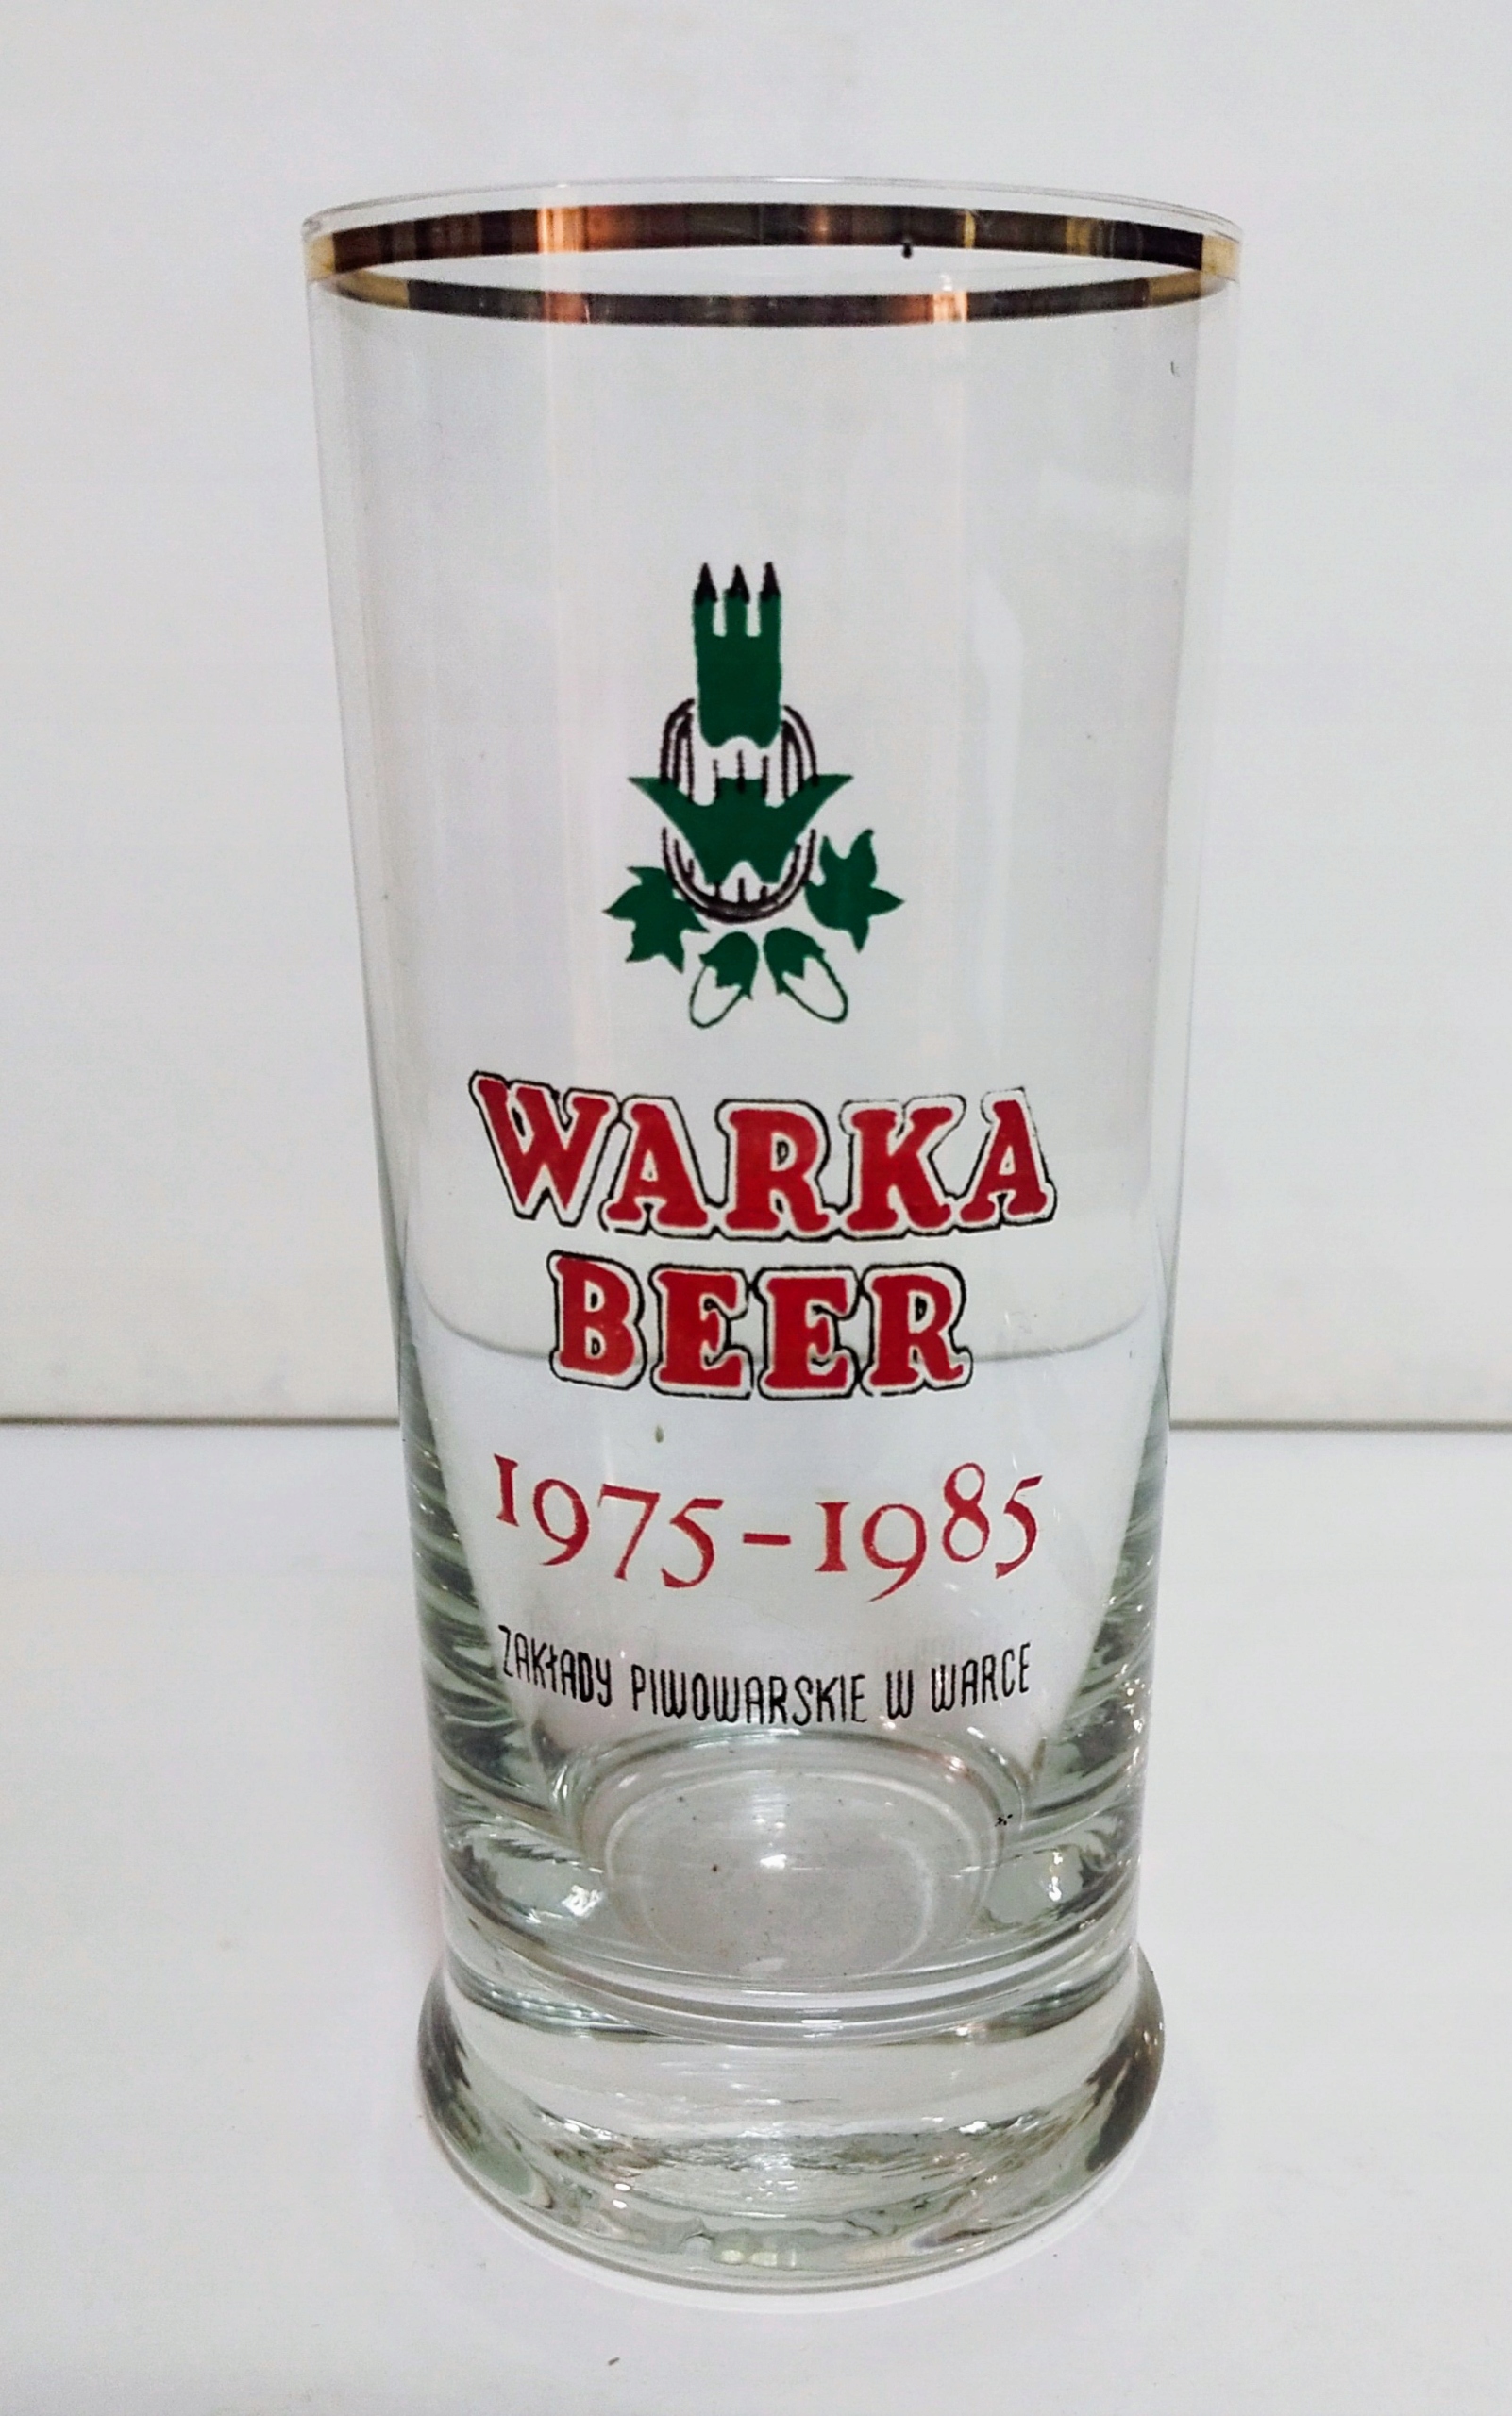 WARKA
BEER
1975-1985
ZAKŁADY PIWOWARSKIE W WARCE